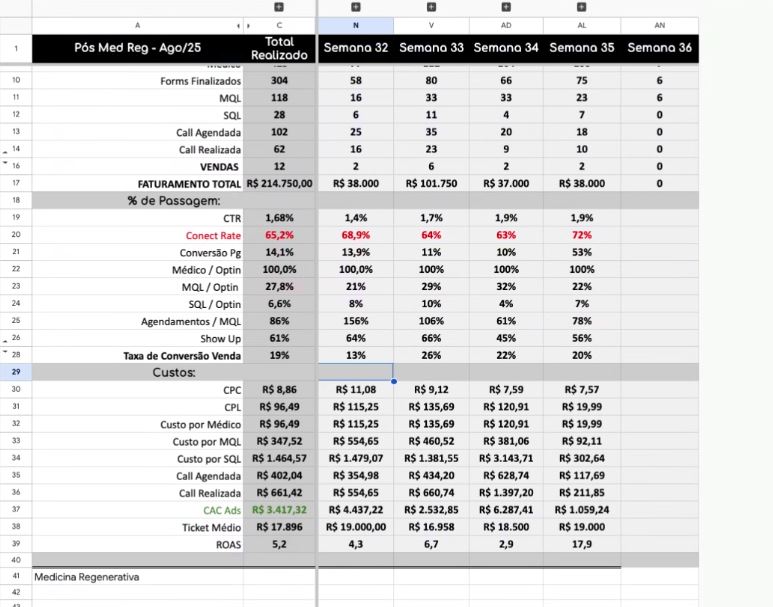 A C N V AD AL AN
1 Pós Med Reg - Ago/25 Total Realizado Semana 32 Semana 33 Semana 34 Semana 35 Semana 36
10 Forms Finalizados 304 58 80 66 75 6
11 MQL 118 16 33 33 23 6
12 SQL 28 6 11 4 7 0
13 Call Agendada 102 25 35 20 18 0
14 Call Realizada 62 16 23 9 10 0
16 VENDAS 12 2 6 2 2 0
17 FATURAMENTO TOTAL R$ 214.750,00 R$ 38.000 R$ 101.750 R$ 37.000 R$ 38.000 0
18 % de Passagem:
19 CTR 1,68% 1,4% 1,7% 1,9% 1,9%
20 Conect Rate 65,2% 68,9% 64% 63% 72%
21 Conversão Pg 14,1% 13,9% 11% 10% 53%
22 Médico / Optin 100,0% 100,0% 100% 100% 100%
23 MQL / Optin 27,8% 21% 29% 32% 22%
24 SQL / Optin 6,6% 8% 10% 4% 7%
25 Agendamentos / MQL 86% 156% 106% 61% 78%
26 Show Up 61% 64% 66% 45% 56%
28 Taxa de Conversão Venda 19% 13% 26% 22% 20%
29 Custos:
30 CPC R$ 8,86 R$ 11,08 R$ 9,12 R$ 7,59 R$ 7,57
31 CPL R$ 96,49 R$ 115,25 R$ 135,69 R$ 120,91 R$ 19,99
32 Custo por Médico R$ 96,49 R$ 115,25 R$ 135,69 R$ 120,91 R$ 19,99
33 Custo por MQL R$ 347,52 R$ 554,65 R$ 460,52 R$ 381,06 R$ 92,11
34 Custo por SQL R$ 1.464,57 R$ 1.479,07 R$ 1.381,55 R$ 3.143,71 R$ 302,64
35 Call Agendada R$ 402,04 R$ 354,98 R$ 434,20 R$ 628,74 R$ 117,69
36 Call Realizada R$ 661,42 R$ 554,65 R$ 660,74 R$ 1.397,20 R$ 211,85
37 CAC Ads R$ 3.417,32 R$ 4.437,22 R$ 2.532,85 R$ 6.287,41 R$ 1.059,24
38 Ticket Médio R$ 17.896 R$ 19.000,00 R$ 16.958 R$ 18.500 R$ 19.000
39 ROAS 5,2 4,3 6,7 2,9 17,9
40
41 Medicina Regenerativa
42